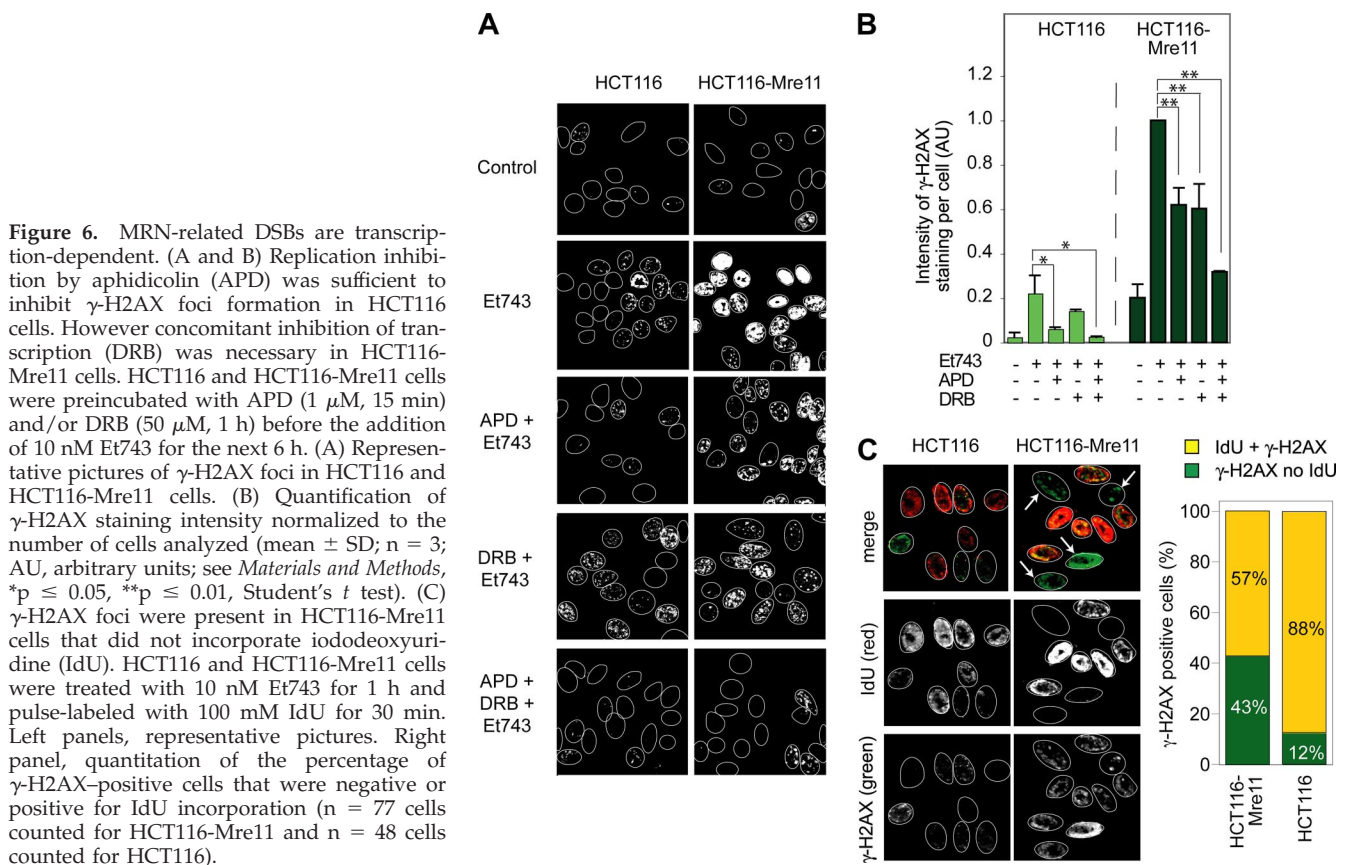 Figure 6. MRN-related DSBs are transcrip-
tion-dependent. (A and B) Replication inhibi-
tion by aphidicolin (APD) was sufficient to
inhibit γ-H2AX foci formation in HCT116
cells. However concomitant inhibition of tran-
scription (DRB) was necessary in HCT116-
Mre11 cells. HCT116 and HCT116-Mre11 cells
were preincubated with APD (1 μM, 15 min)
and/or DRB (50 μM, 1 h) before the addition
of 10 nM Et743 for the next 6 h. (A) Represen-
tative pictures of γ-H2AX foci in HCT116 and
HCT116-Mre11 cells. (B) Quantification of
γ-H2AX staining intensity normalized to the
number of cells analyzed (mean ± SD; n = 3;
AU, arbitrary units; see Materials and Methods,
*p ≤ 0.05, **p ≤ 0.01, Student's t test). (C)
γ-H2AX foci were present in HCT116-Mre11
cells that did not incorporate iododeoxyuri-
dine (IdU). HCT116 and HCT116-Mre11 cells
were treated with 10 nM Et743 for 1 h and
pulse-labeled with 100 mM IdU for 30 min.
Left panels, representative pictures. Right
panel, quantitation of the percentage of
γ-H2AX–positive cells that were negative or
positive for IdU incorporation (n = 77 cells
counted for HCT116-Mre11 and n = 48 cells
counted for HCT116).
A
HCT116 HCT116-Mre11
Control
Et743
APD +
Et743
DRB +
Et743
APD +
DRB +
Et743
B
HCT116 HCT116-
Mre11
Intensity of γ-H2AX
staining per cell (AU)
1.2
1.0
0.8
0.6
0.4
0.2
0
* *
** ** **
Et743 - + + + + - + + + +
APD - - + - + - - + - +
DRB - - - + + - - - + +
C
HCT116 HCT116-Mre11
merge
IdU (red)
γ-H2AX (green)
IdU + γ-H2AX
γ-H2AX no IdU
γ-H2AX positive cells (%)
100
80
60
40
20
0
57%
43%
88%
12%
HCT116-
Mre11
HCT116